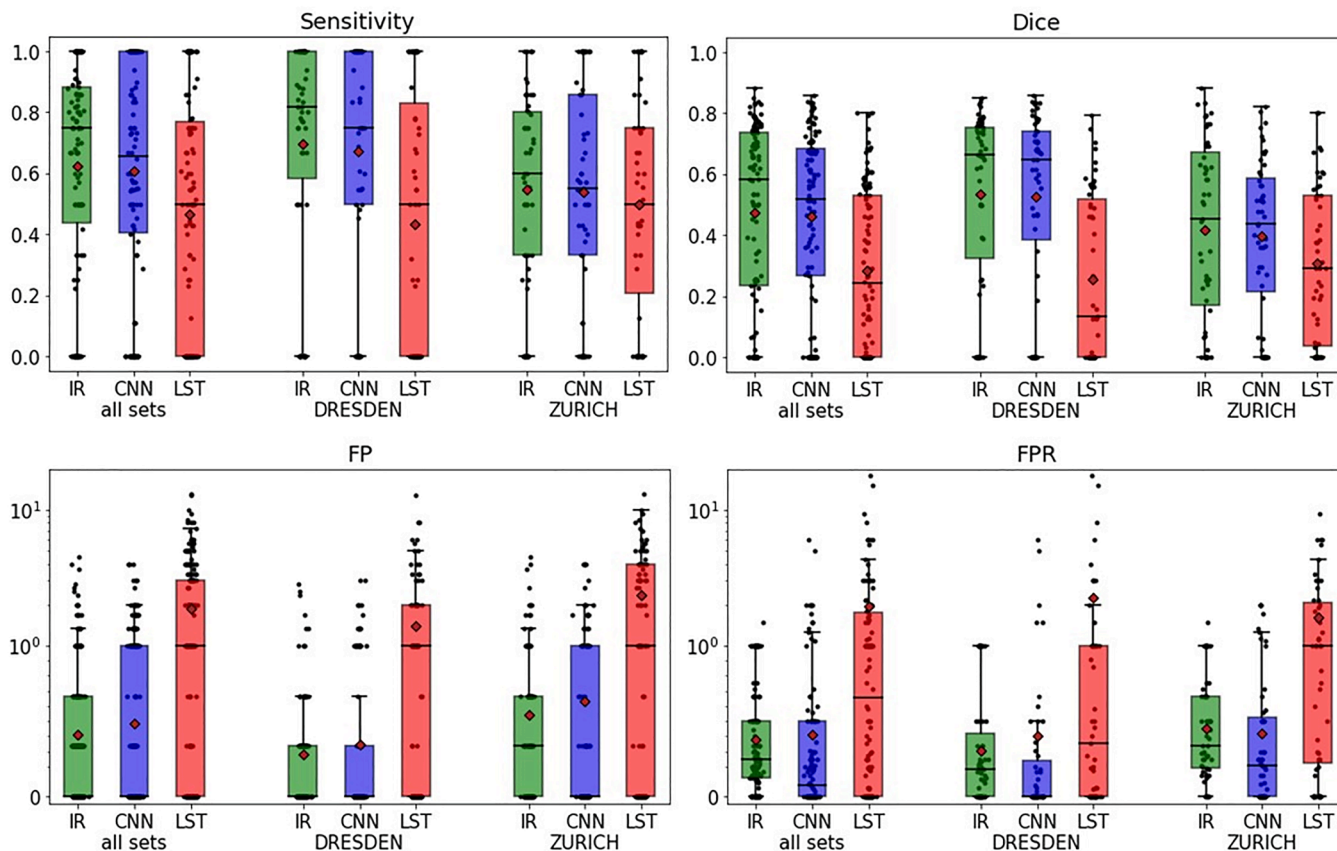 Sensitivity
1.0
0.8
0.6
0.4
0.2
0.0
IR CNN LST IR CNN LST IR CNN LST
all sets DRESDEN ZURICH
Dice
1.0
0.8
0.6
0.4
0.2
0.0
IR CNN LST IR CNN LST IR CNN LST
all sets DRESDEN ZURICH
FP
10¹
10⁰
0
IR CNN LST IR CNN LST IR CNN LST
all sets DRESDEN ZURICH
FPR
10¹
10⁰
0
IR CNN LST IR CNN LST IR CNN LST
all sets DRESDEN ZURICH